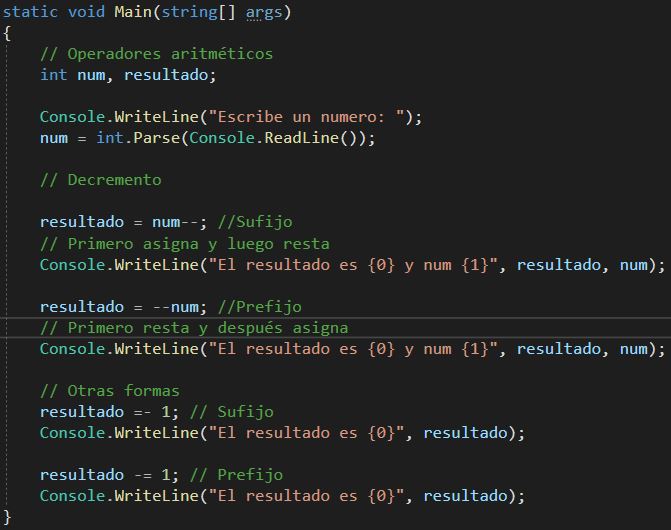 static void Main(string[] args)
{
// Operadores aritméticos
int num, resultado;
Console.WriteLine("Escribe un numero: ");
num = int.Parse(Console.ReadLine());
// Decremento
resultado = num--; //Sufijo
// Primero asigna y luego resta
Console.WriteLine("El resultado es {0} y num {1}", resultado, num);
resultado = --num; //Prefijo
// Primero resta y después asigna
Console.WriteLine("El resultado es {0} y num {1}", resultado, num);
// Otras formas
resultado =- 1; // Sufijo
Console.WriteLine("El resultado es {0}", resultado);
resultado -= 1; // Prefijo
Console.WriteLine("El resultado es {0}", resultado);
}